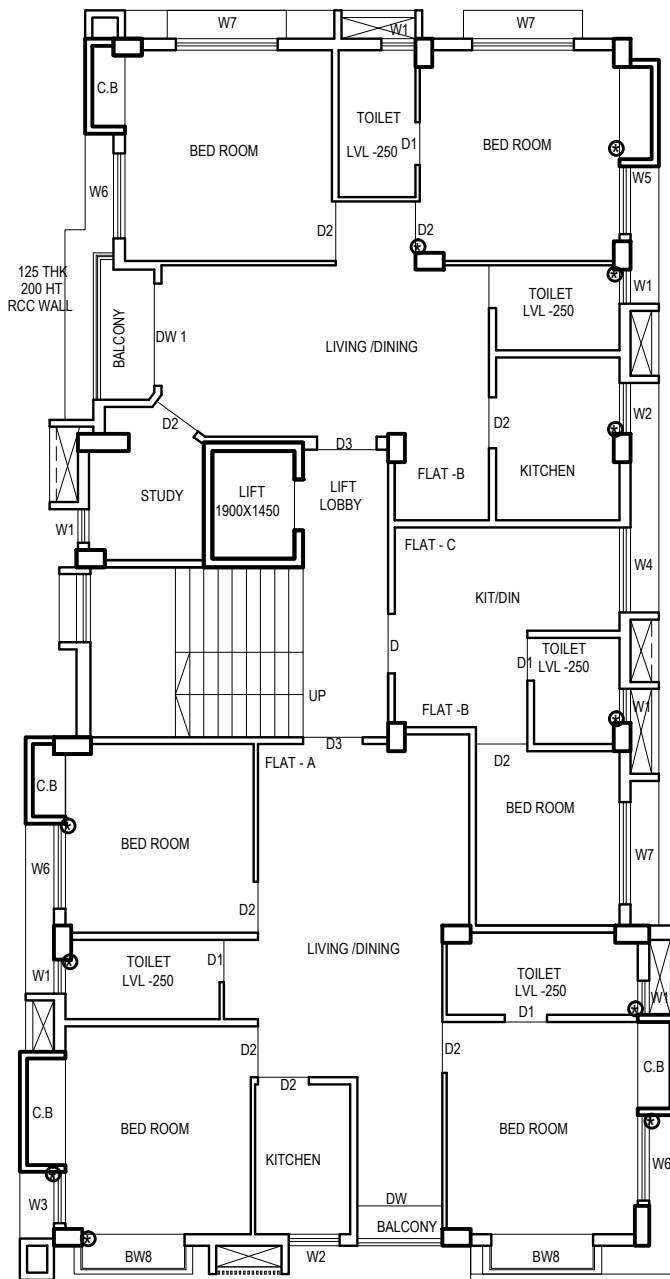 W7
W1
W7
C.B
TOILET
D1
BED ROOM
LVL -250
BED ROOM
W6
W5
D2
D2
125 THK
200 HT
RCC WALL
TOILET
LVL -250
W1
BALCONY
DW 1
LIVING /DINING
D2
W2
D2
D3
STUDY
LIFT
1900X1450
LIFT
LOBBY
FLAT -B
KITCHEN
W1
FLAT - C
W4
KIT/DIN
D
D1
TOILET
LVL -250
UP
FLAT -B
W1
D3
FLAT - A
D2
C.B
BED ROOM
BED ROOM
W6
W7
D2
LIVING /DINING
W1
TOILET
LVL -250
D1
TOILET
LVL -250
W1
D1
D2
D2
D2
C.B
C.B
BED ROOM
KITCHEN
BED ROOM
W6
W3
DW
BALCONY
BW8
W2
BW8